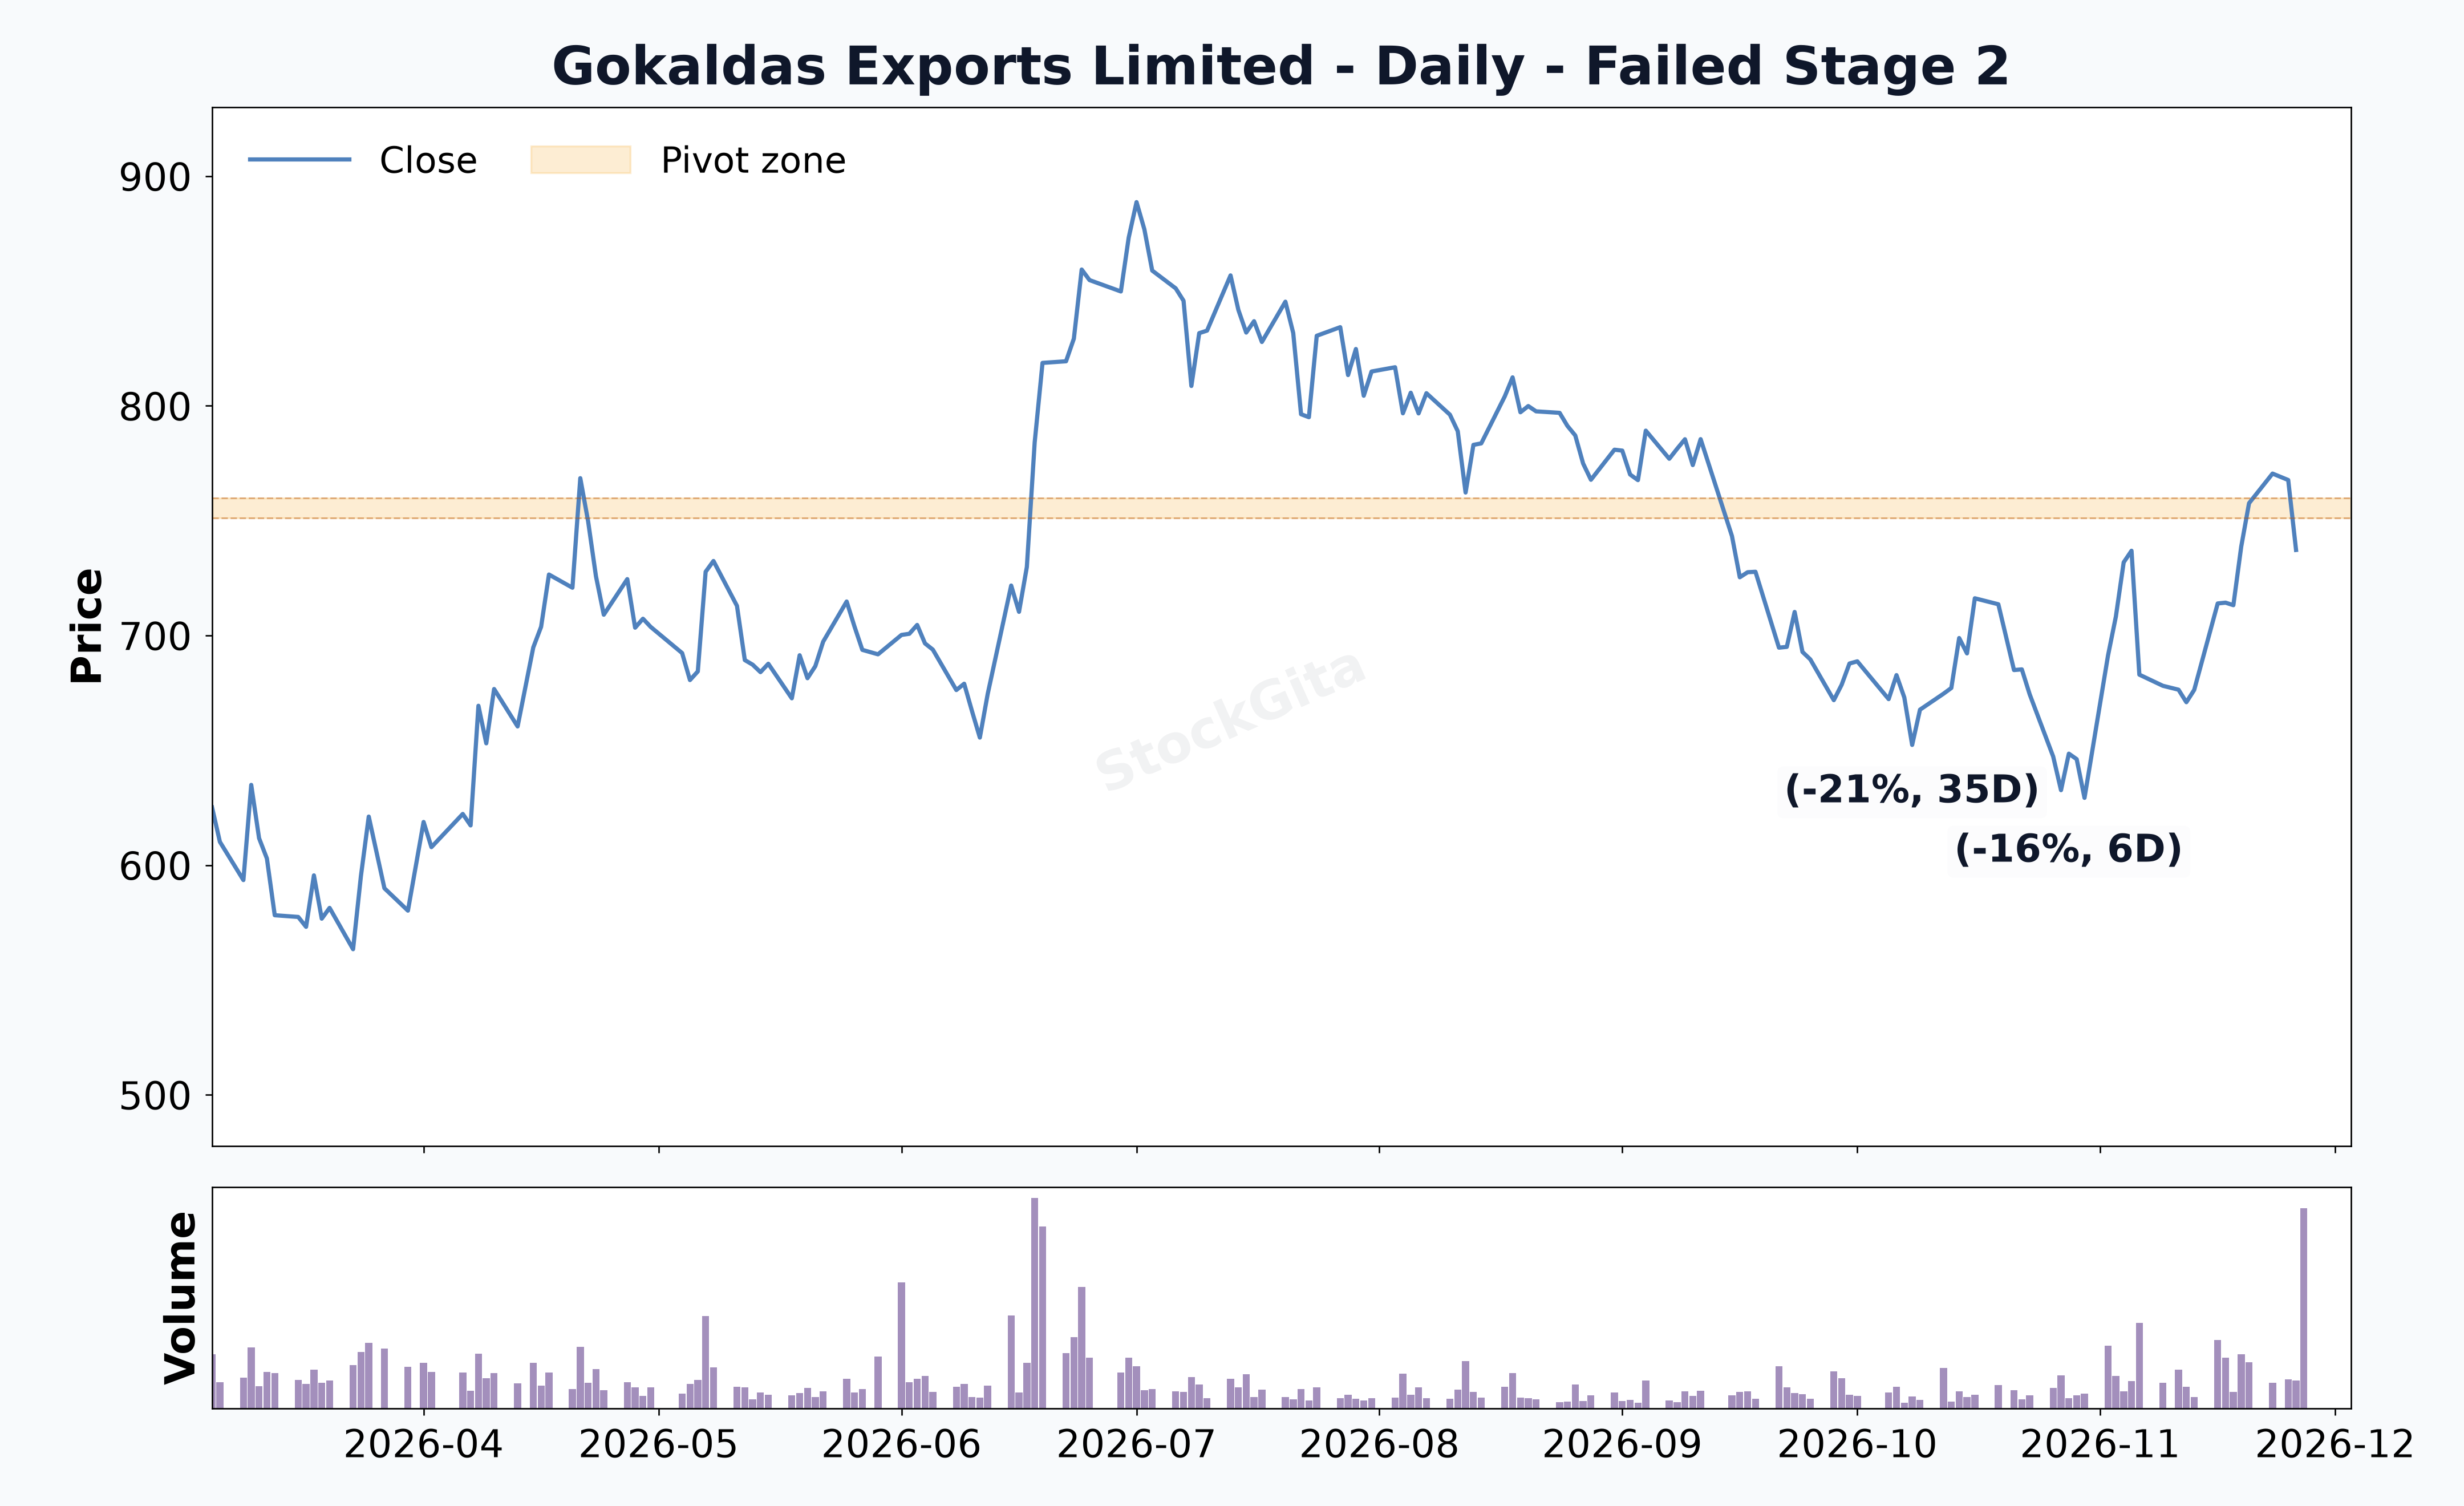 Gokaldas Exports Limited - Daily - Failed Stage 2
Close
Pivot zone
900
800
700
600
500
Price
StockGita
(-21%, 35D)
(-16%, 6D)
Volume
2026-04
2026-05
2026-06
2026-07
2026-08
2026-09
2026-10
2026-11
2026-12